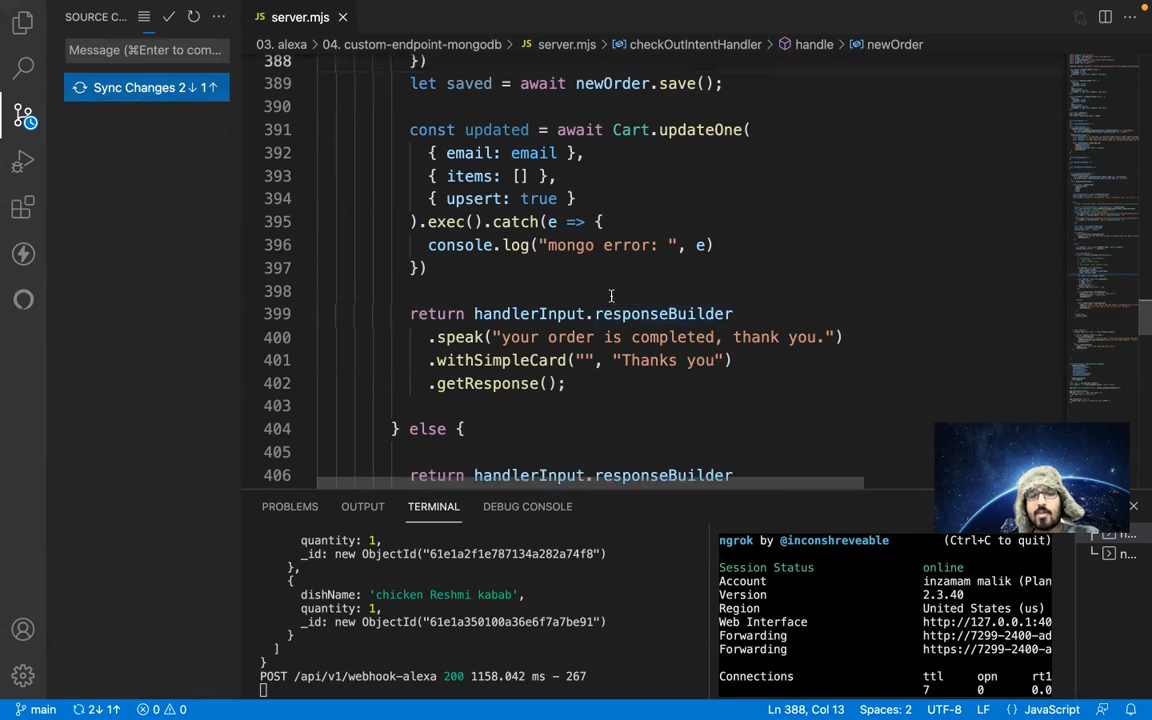 SOURCE C...
server.mjs
03. alexa > 04. custom-endpoint-mongodb > JS server.mjs > checkOutIntentHandler > handle > newOrder
Message (⌘Enter to com...
Sync Changes 2↓ 1↑
388 })
389 let saved = await newOrder.save();
390
391 const updated = await Cart.updateOne(
392 { email: email },
393 { items: [] },
394 { upsert: true }
395 ).exec().catch(e => {
396 console.log("mongo error: ", e)
397 })
398
399 return handlerInput.responseBuilder
400 .speak("your order is completed, thank you.")
401 .withSimpleCard("", "Thanks you")
402 .getResponse();
403
404 } else {
405
406 return handlerInput.responseBuilder
PROBLEMS OUTPUT TERMINAL DEBUG CONSOLE
quantity: 1,
_id: new ObjectId("61e1a2f1e787134a282a74f8")
},
{
dishName: 'chicken Reshmi kabab',
quantity: 1,
_id: new ObjectId("61e1a350100a36e6f7a7be91")
}
]
}
POST /api/v1/webhook-alexa 200 1158.042 ms - 267
ngrok by @inconshreveable (Ctrl+C to quit)
Session Status online
Account inzamam malik (Plan
Version 2.3.40
Region United States (us)
Web Interface http://127.0.0.1:40
Forwarding http://7299-2400-ad
Forwarding https://7299-2400-a
Connections ttl opn rt1
7 0 0.0
n...
n...
main 2↓ 1↑ 0 0 Ln 388, Col 13 Spaces: 2 UTF-8 LF {} JavaScript